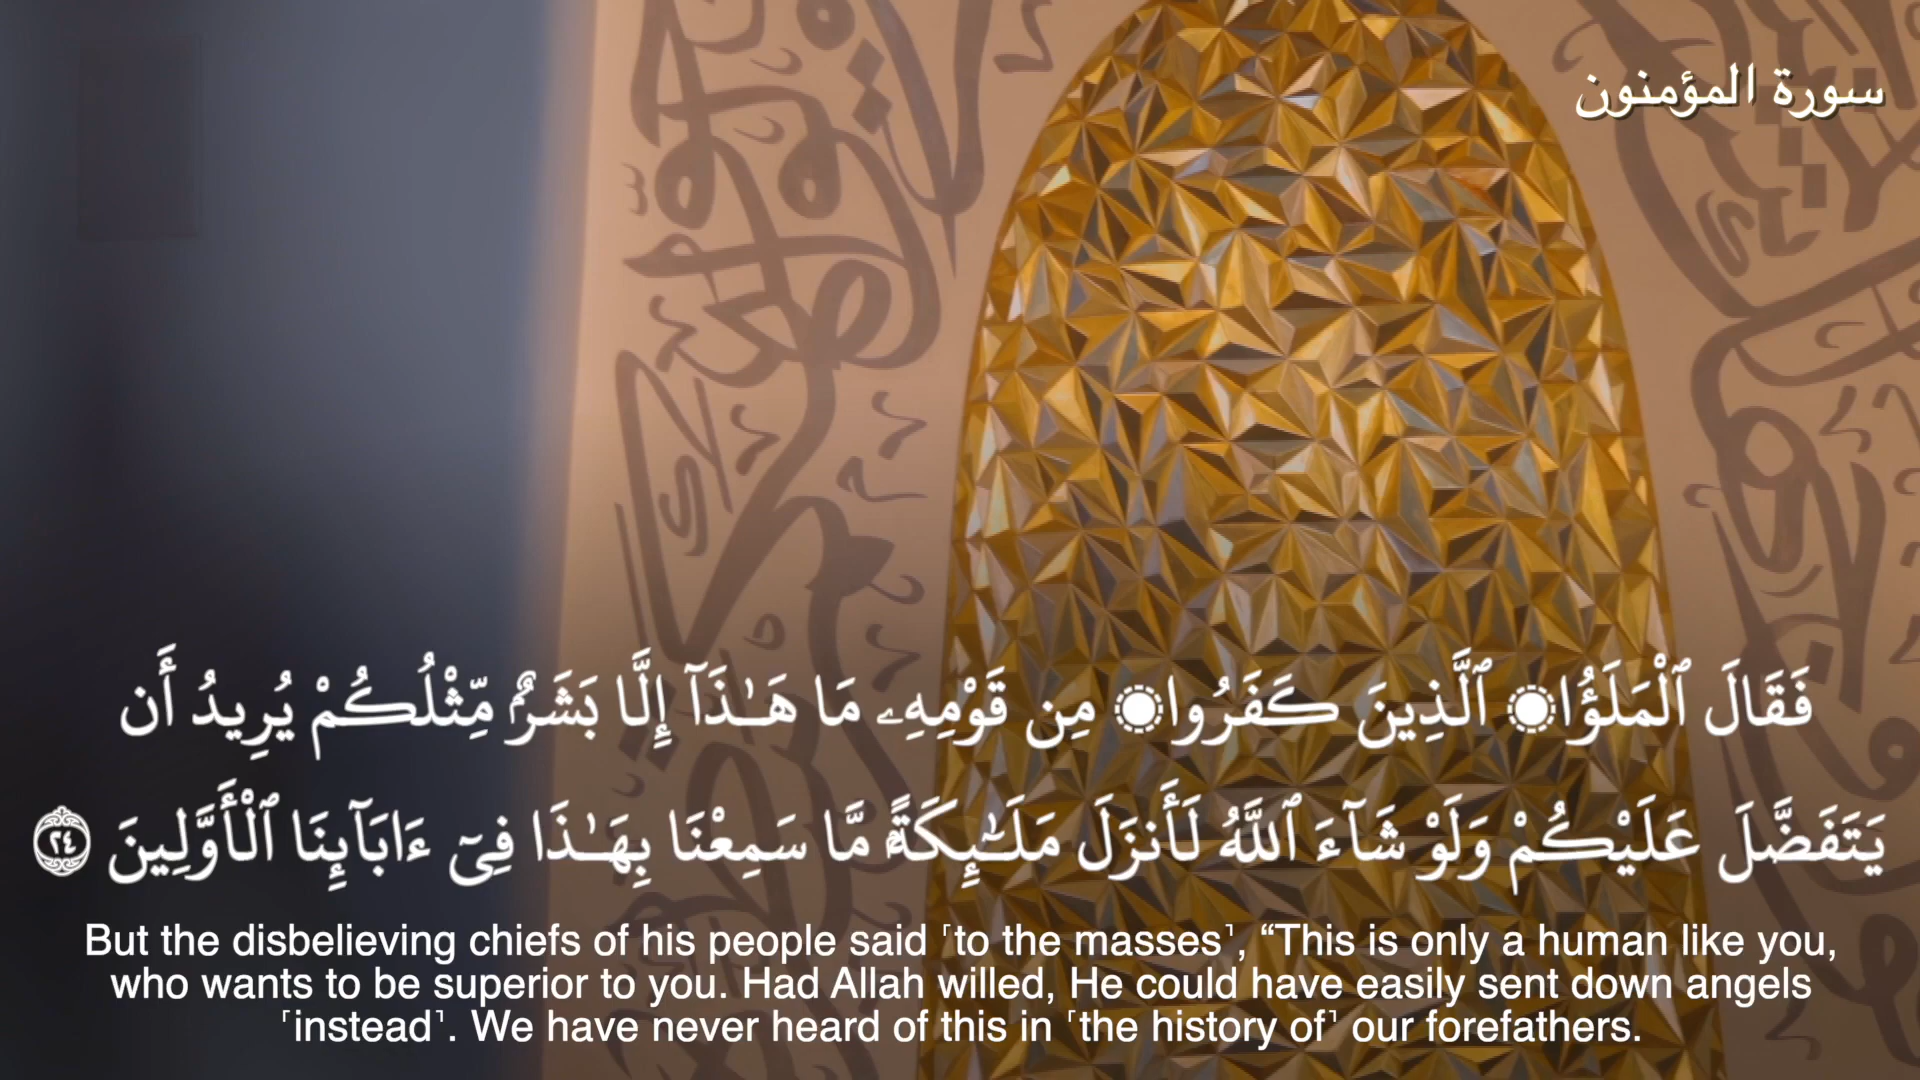 سورة المؤمنون
فَقَالَ ٱلْمَلَؤُا۟ ٱلَّذِينَ كَفَرُوا۟ مِن قَوْمِهِۦ مَا هَـٰذَآ إِلَّا بَشَرٌ مِّثْلُكُمْ يُرِيدُ أَن
يَتَفَضَّلَ عَلَيْكُمْ وَلَوْ شَآءَ ٱللَّهُ لَأَنزَلَ مَلَـٰٓئِكَةً مَّا سَمِعْنَا بِهَـٰذَا فِىٓ ءَابَآئِنَا ٱلْأَوَّلِينَ ٢٤
But the disbelieving chiefs of his people said ˹to the masses˺, “This is only a human like you,
who wants to be superior to you. Had Allah willed, He could have easily sent down angels
˹instead˺. We have never heard of this in ˹the history of˺ our forefathers.